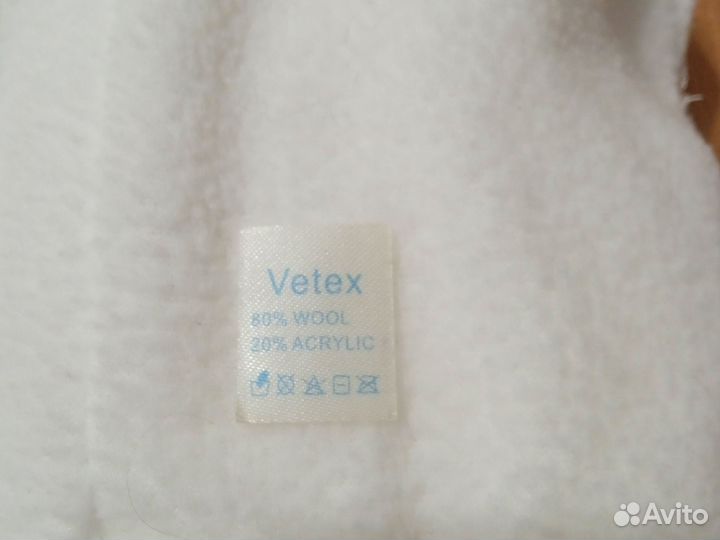 Vetex
80% WOOL
20% ACRYLIC
Avito